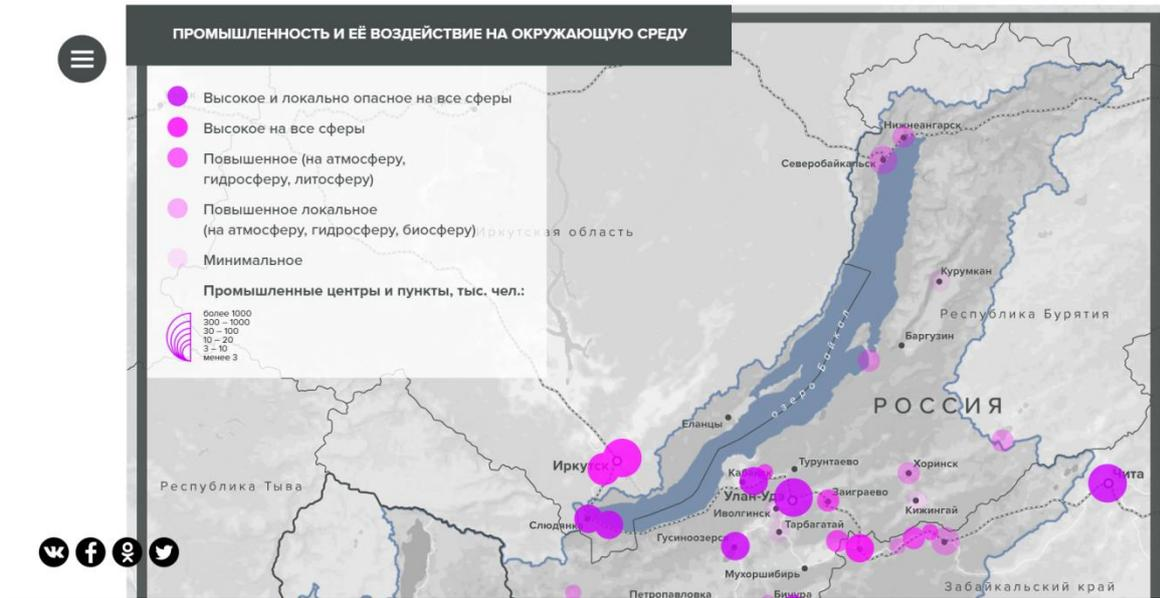 ПРОМЫШЛЕННОСТЬ И ЕЁ ВОЗДЕЙСТВИЕ НА ОКРУЖАЮЩУЮ СРЕДУ
Высокое и локально опасное на все сферы
Высокое на все сферы
Повышенное (на атмосферу,
гидросферу, литосферу)
Повышенное локальное
(на атмосферу, гидросферу, биосферу)
Минимальное
Промышленные центры и пункты, тыс. чел.:
более 1000
300 – 1000
30 – 100
10 – 20
3 – 10
менее 3
Иркутская область
Нижнеангарск
Северобайкальск
Курумкан
Республика Бурятия
Баргузин
озеро Байкал
РОССИЯ
Еланцы
Иркутск
Республика Тыва
Кабанск
Турунтаево
Хоринск
Чита
Улан-Удэ
Заиграево
Иволгинск
Кижингай
Слюдянка
Тарбагатай
Гусиноозерск
Мухоршибирь
Забайкальский край
Петропавловка
Бичура